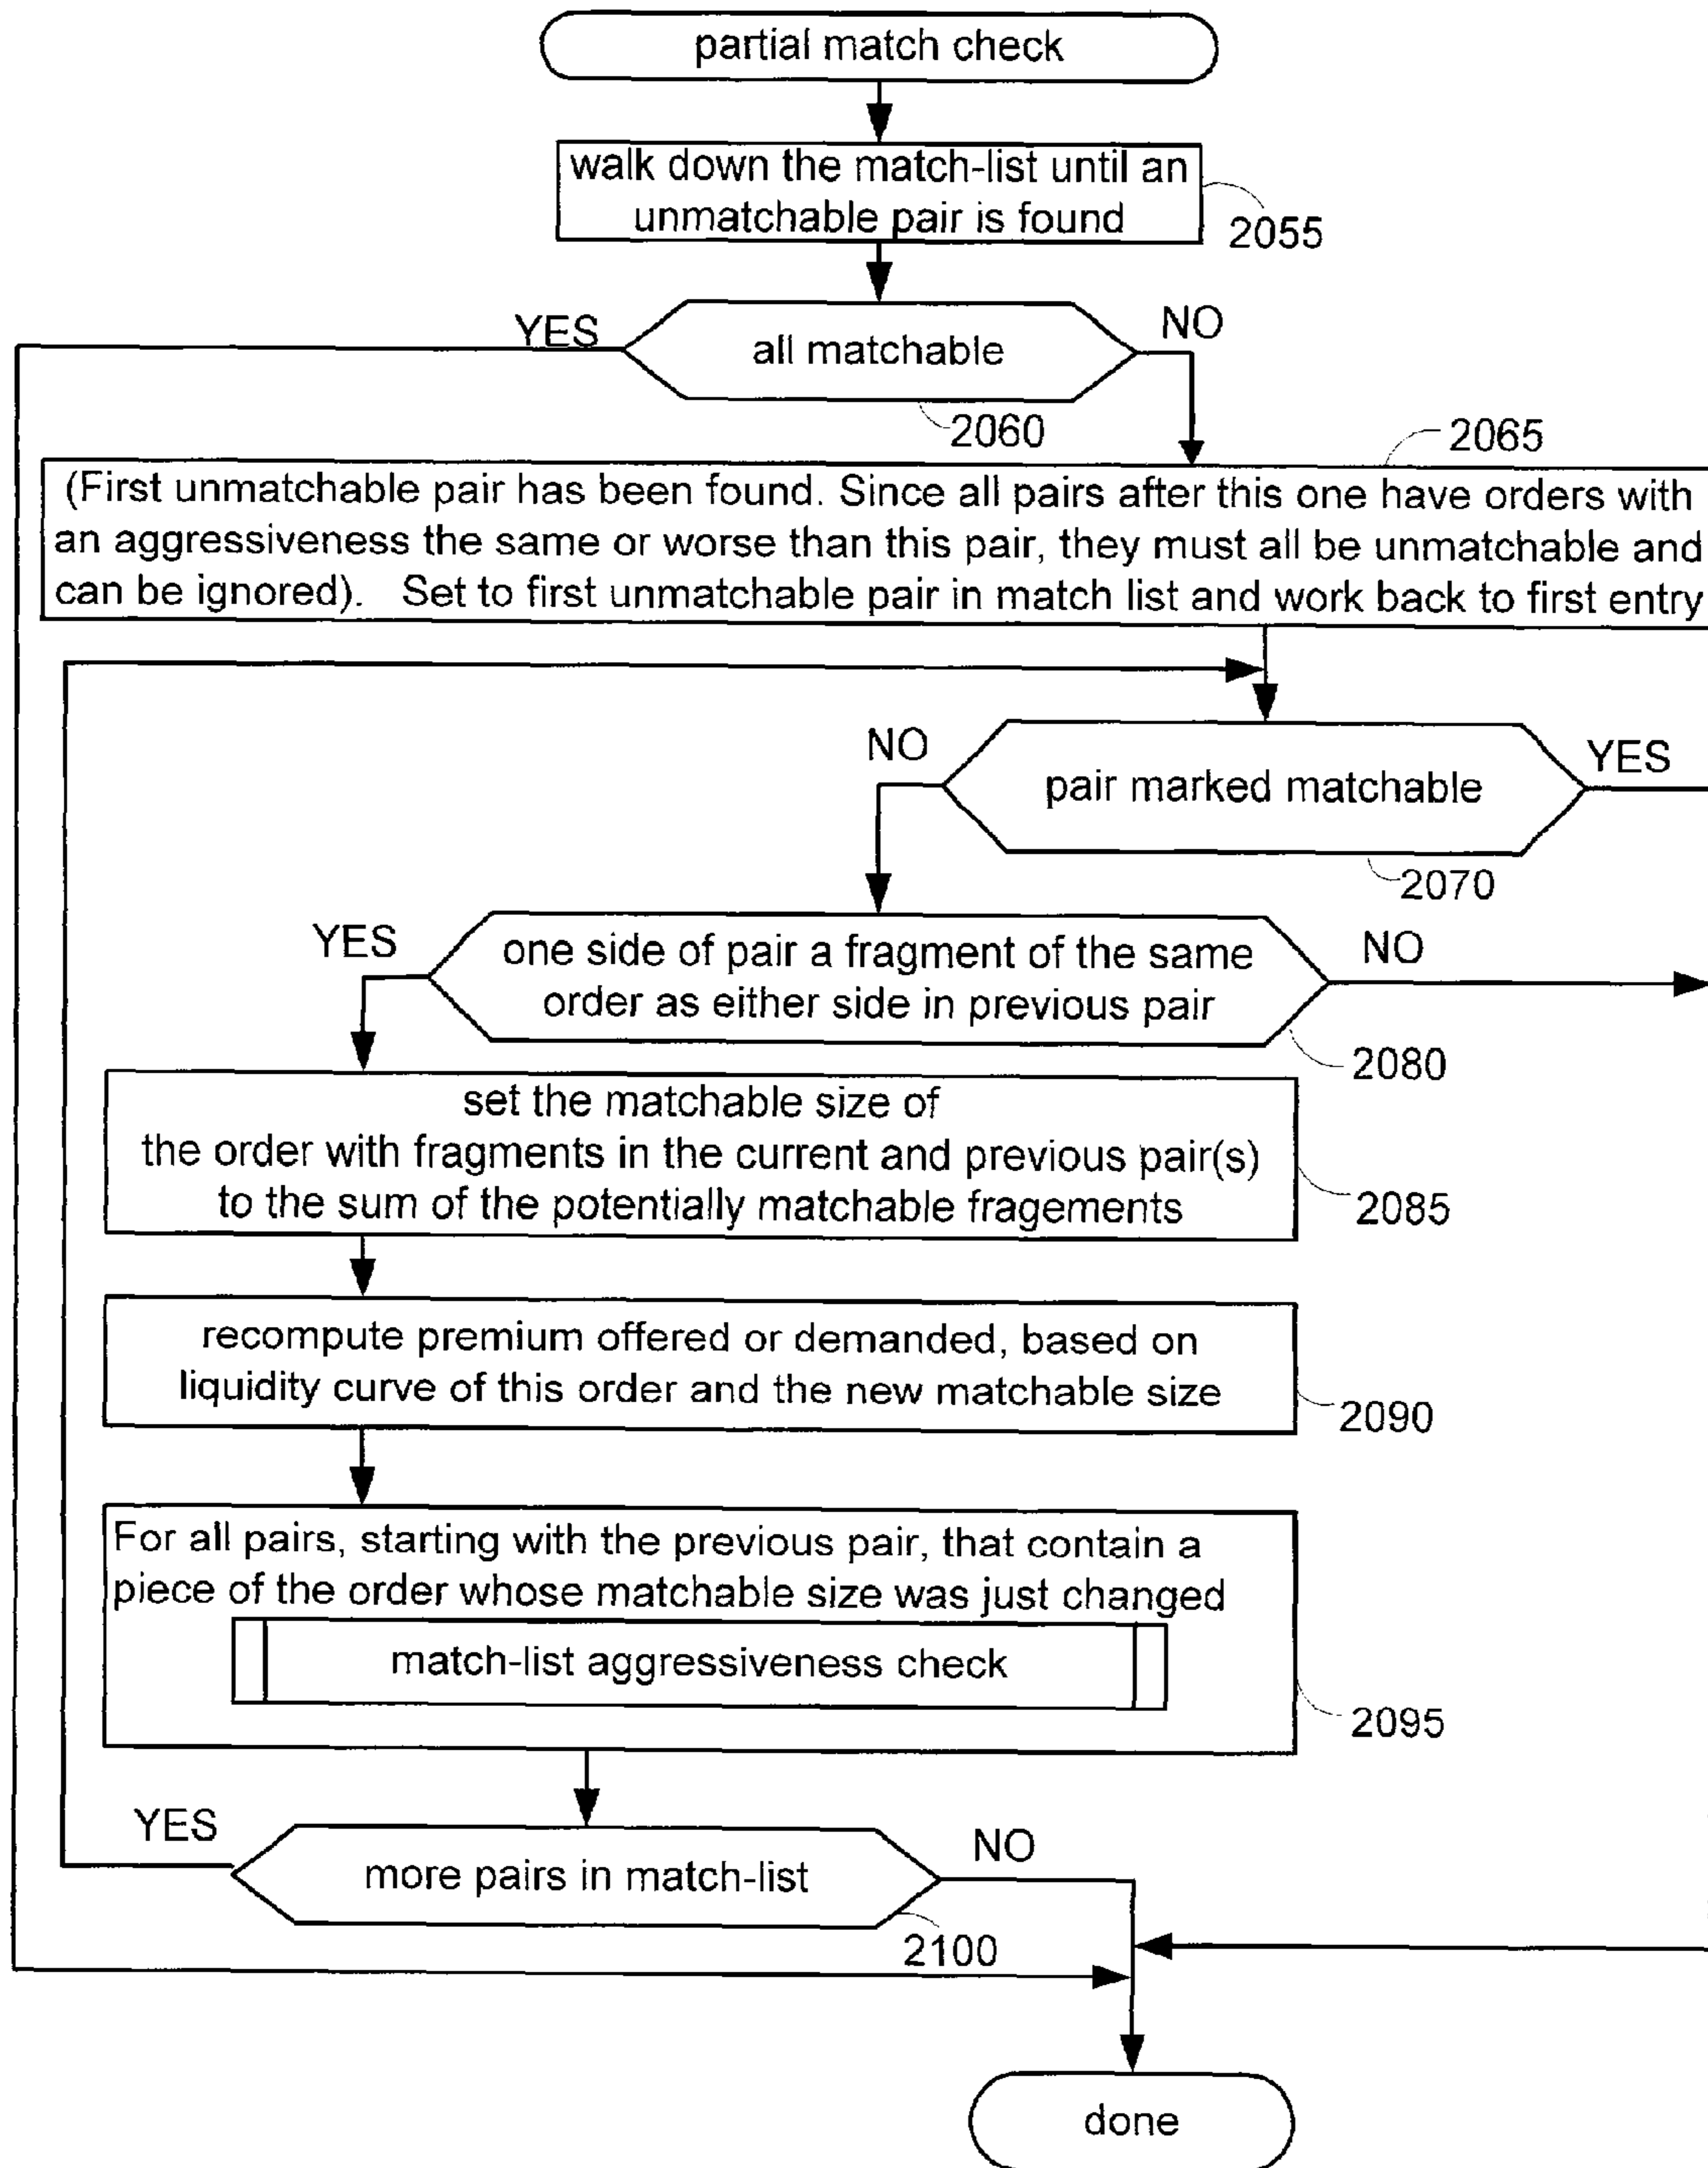 partial match check
walk down the match-list until an
unmatchable pair is found
2055
YES
NO
all matchable
2060
2065
(First unmatchable pair has been found. Since all pairs after this one have orders with
an aggressiveness the same or worse than this pair, they must all be unmatchable and
can be ignored). Set to first unmatchable pair in match list and work back to first entry
NO
YES
pair marked matchable
2070
YES
NO
one side of pair a fragment of the same
order as either side in previous pair
2080
set the matchable size of
the order with fragments in the current and previous pair(s)
to the sum of the potentially matchable fragements
2085
recompute premium offered or demanded, based on
liquidity curve of this order and the new matchable size
2090
For all pairs, starting with the previous pair, that contain a
piece of the order whose matchable size was just changed
match-list aggressiveness check
2095
YES
NO
more pairs in match-list
2100
done